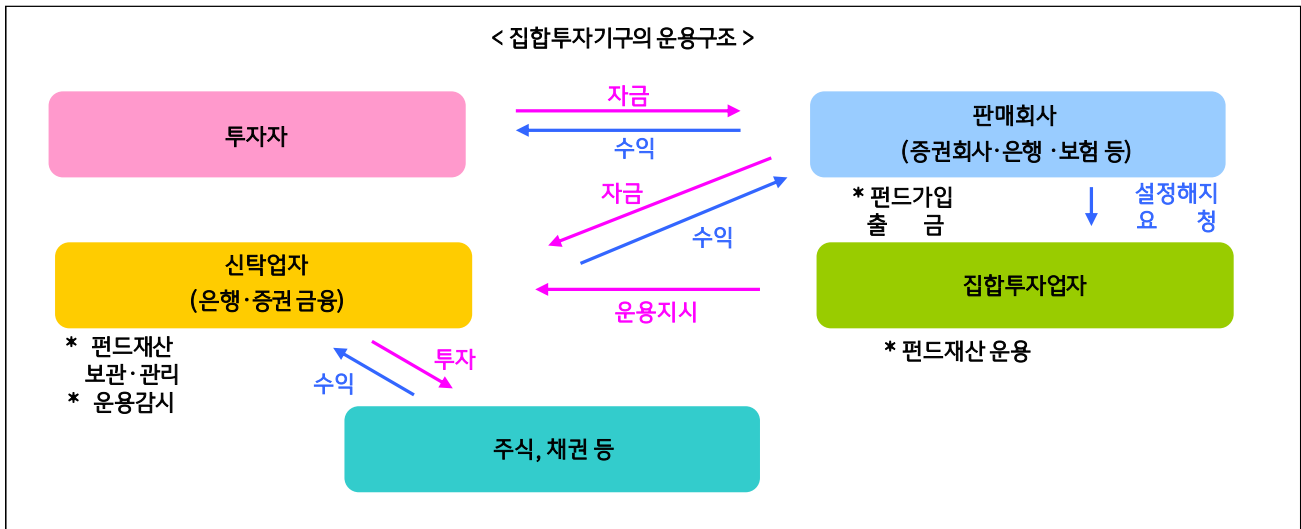 < 집합투자기구의 운용구조 >
투자자
자금
수익
판매회사
(증권회사·은행 ·보험 등)
자금
수익
* 펀드가입
출 금
설정해지
요 청
신탁업자
(은행·증권 금융)
운용지시
집합투자업자
* 펀드재산
보관·관리
* 운용감시
수익
투자
* 펀드재산 운용
주식, 채권 등